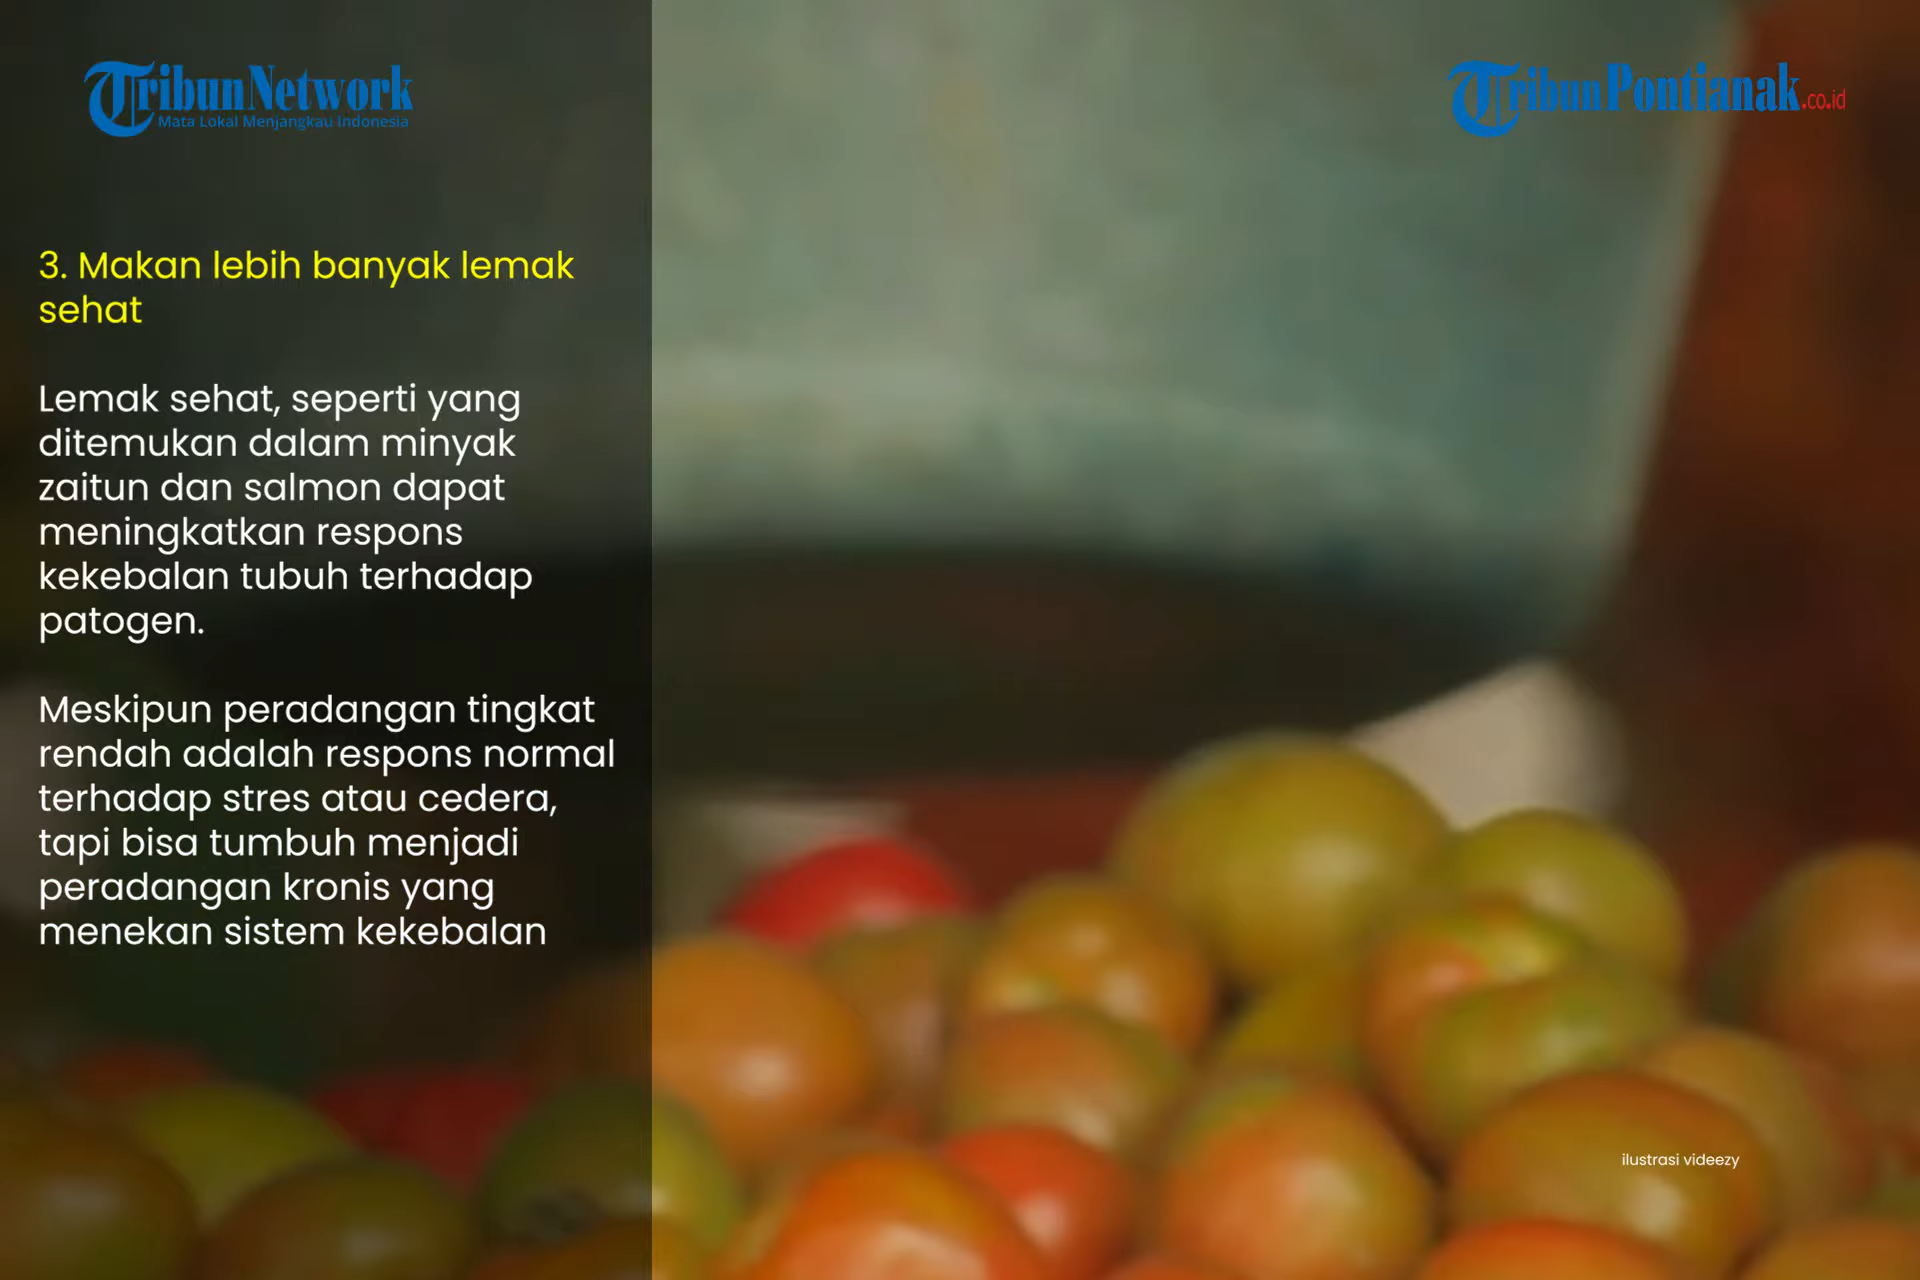 TribunNetwork
Mata Lokal Menjangkau Indonesia
TribunPontianak.co.id
3. Makan lebih banyak lemak
sehat
Lemak sehat, seperti yang
ditemukan dalam minyak
zaitun dan salmon dapat
meningkatkan respons
kekebalan tubuh terhadap
patogen.
Meskipun peradangan tingkat
rendah adalah respons normal
terhadap stres atau cedera,
tapi bisa tumbuh menjadi
peradangan kronis yang
menekan sistem kekebalan
ilustrasi videezy